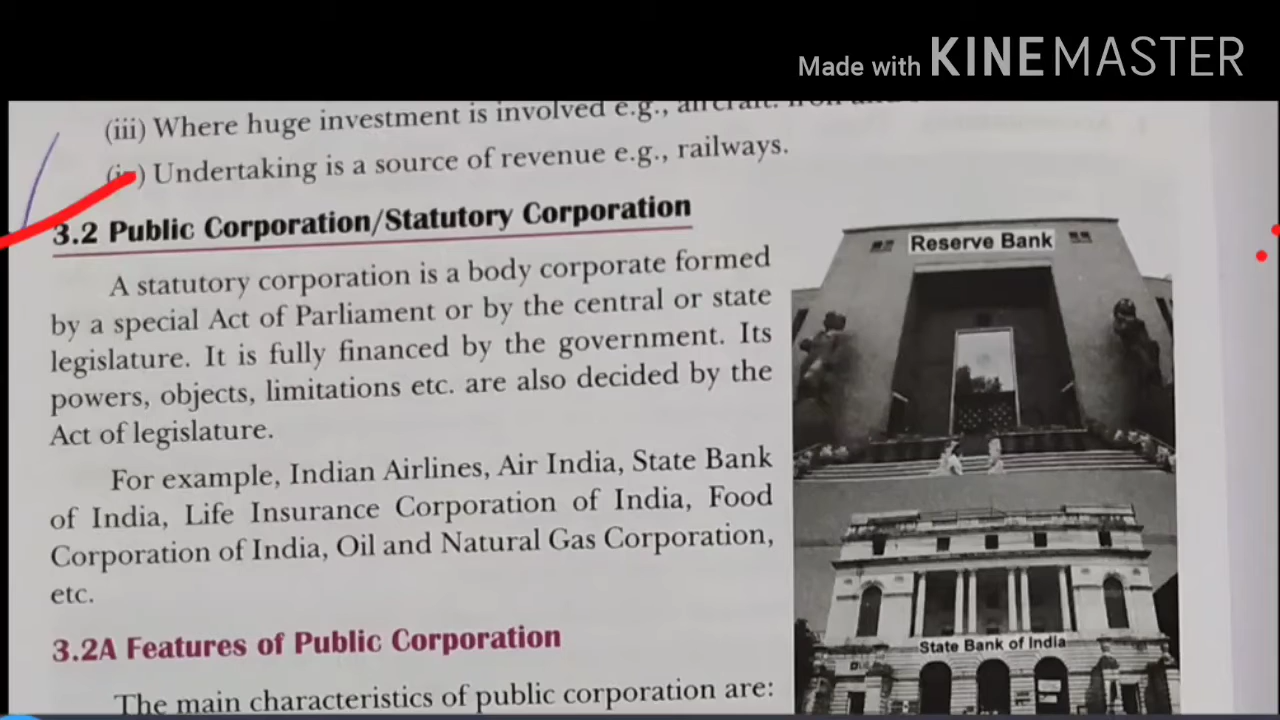 Made with KINEMASTER
(iii) Where huge investment is involved e.g., aircraft. iron and
) Undertaking is a source of revenue e.g., railways.
3.2 Public Corporation/Statutory Corporation
A statutory corporation is a body corporate formed
by a special Act of Parliament or by the central or state
legislature. It is fully financed by the government. Its
powers, objects, limitations etc. are also decided by the
Act of legislature.
For example, Indian Airlines, Air India, State Bank
of India, Life Insurance Corporation of India, Food
Corporation of India, Oil and Natural Gas Corporation,
etc.
3.2A Features of Public Corporation
The main characteristics of public corporation are:
Reserve Bank
State Bank of India